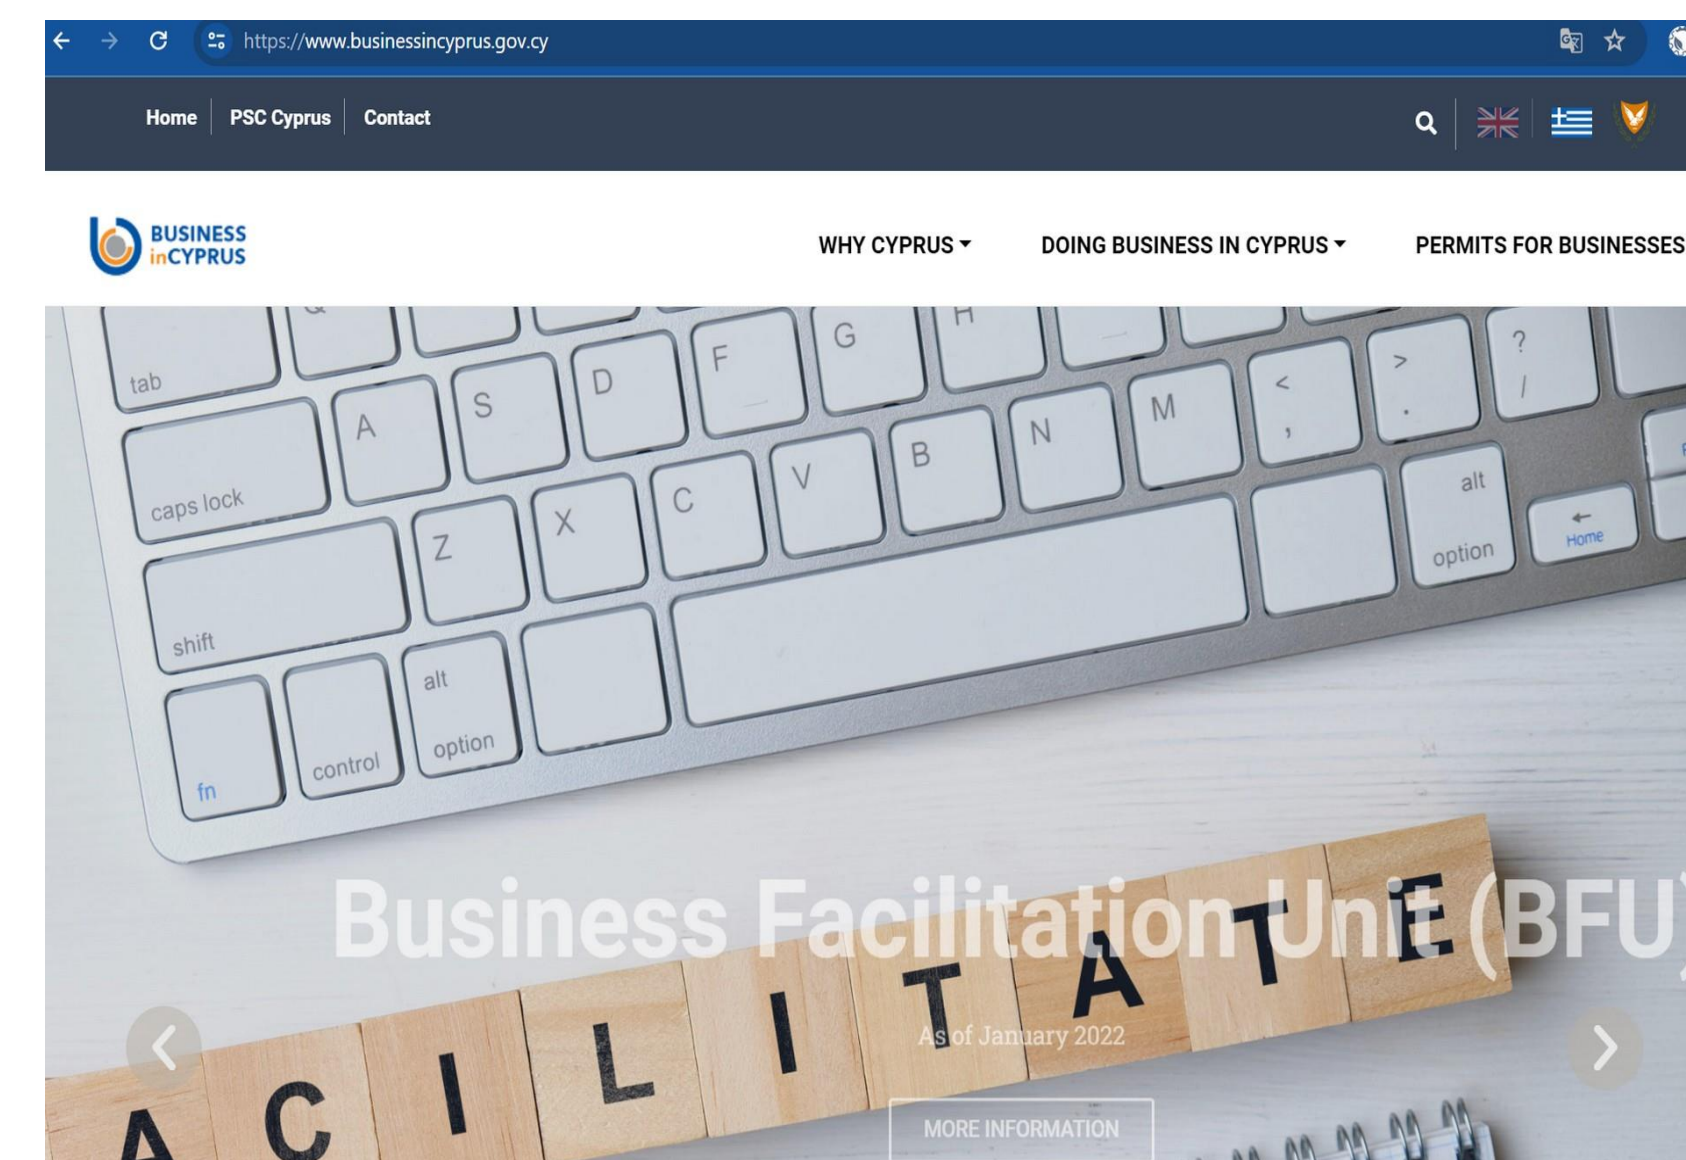 https://www.businessincyprus.gov.cy
Home
PSC Cyprus
Contact
BUSINESS
inCYPRUS
WHY CYPRUS
DOING BUSINESS IN CYPRUS
PERMITS FOR BUSINESSES
G
H
F
D
S
A
tab
caps lock
M
N
B
V
C
X
Z
<
,
>
.
?
/
alt
option
←
Home
shift
alt
option
control
fn
Business Facilitation Unit (BFU)
As of January 2022
ACILITATE
MORE INFORMATION